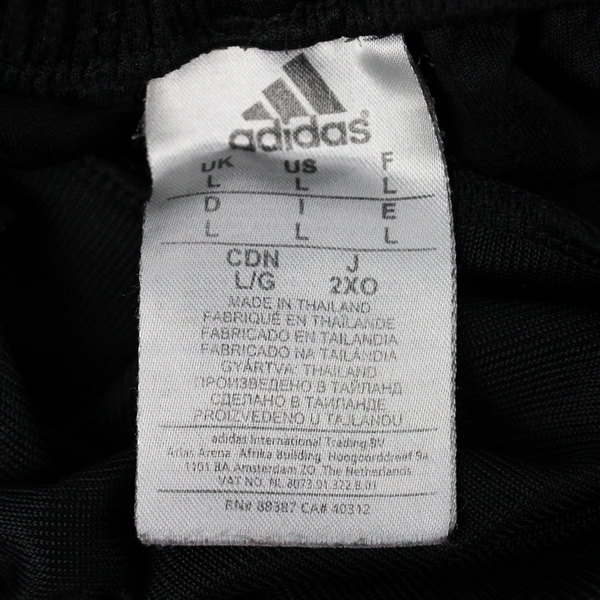 adidas
UK US F
L L L
D I E
L L L
CDN J
L/G 2XO
MADE IN THAILAND
FABRIQUÉ EN THAÏLANDE
FABRICADO EN TAILANDIA
FABRICADO NA TAILÂNDIA
GYÁRTVA: THAILAND
ПРОИЗВЕДЕНО В ТАЙЛАНД
СДЕЛАНО В ТАИЛАНДЕ
PROIZVEDENO U TAJLANDU
adidas International Trading BV
Atlas Arena - Afrika Building Hoogoorddreef 9a
1101 BA Amsterdam ZO The Netherlands
VAT NO: NL 8073.01.372 B.01
RN# 88387 CA# 40312